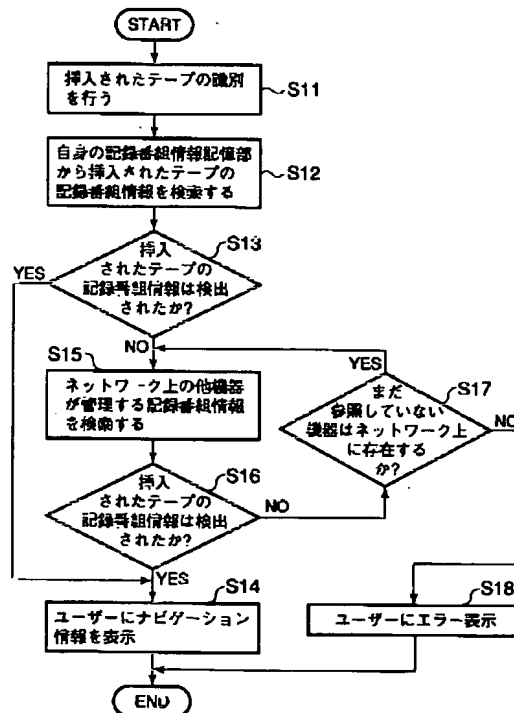 START
挿入されたテープの識別
を行う
S11
自身の記録番組情報記憶部
から挿入されたテープの
記録番組情報を検索する
S12
挿入
されたテープの
記録番組情報は検出
されたか?
S13
YES
NO
S15
ネットワーク上の他機器
が管理する記録番組情報
を検索する
YES
まだ
参照していない
機器はネットワーク上
に存在する
か?
S17
NO
挿入
されたテープの
記録番組情報は検出
されたか?
S16
NO
YES
S14
ユーザーにナビゲーション
情報を表示
S18
ユーザーにエラー表示
END